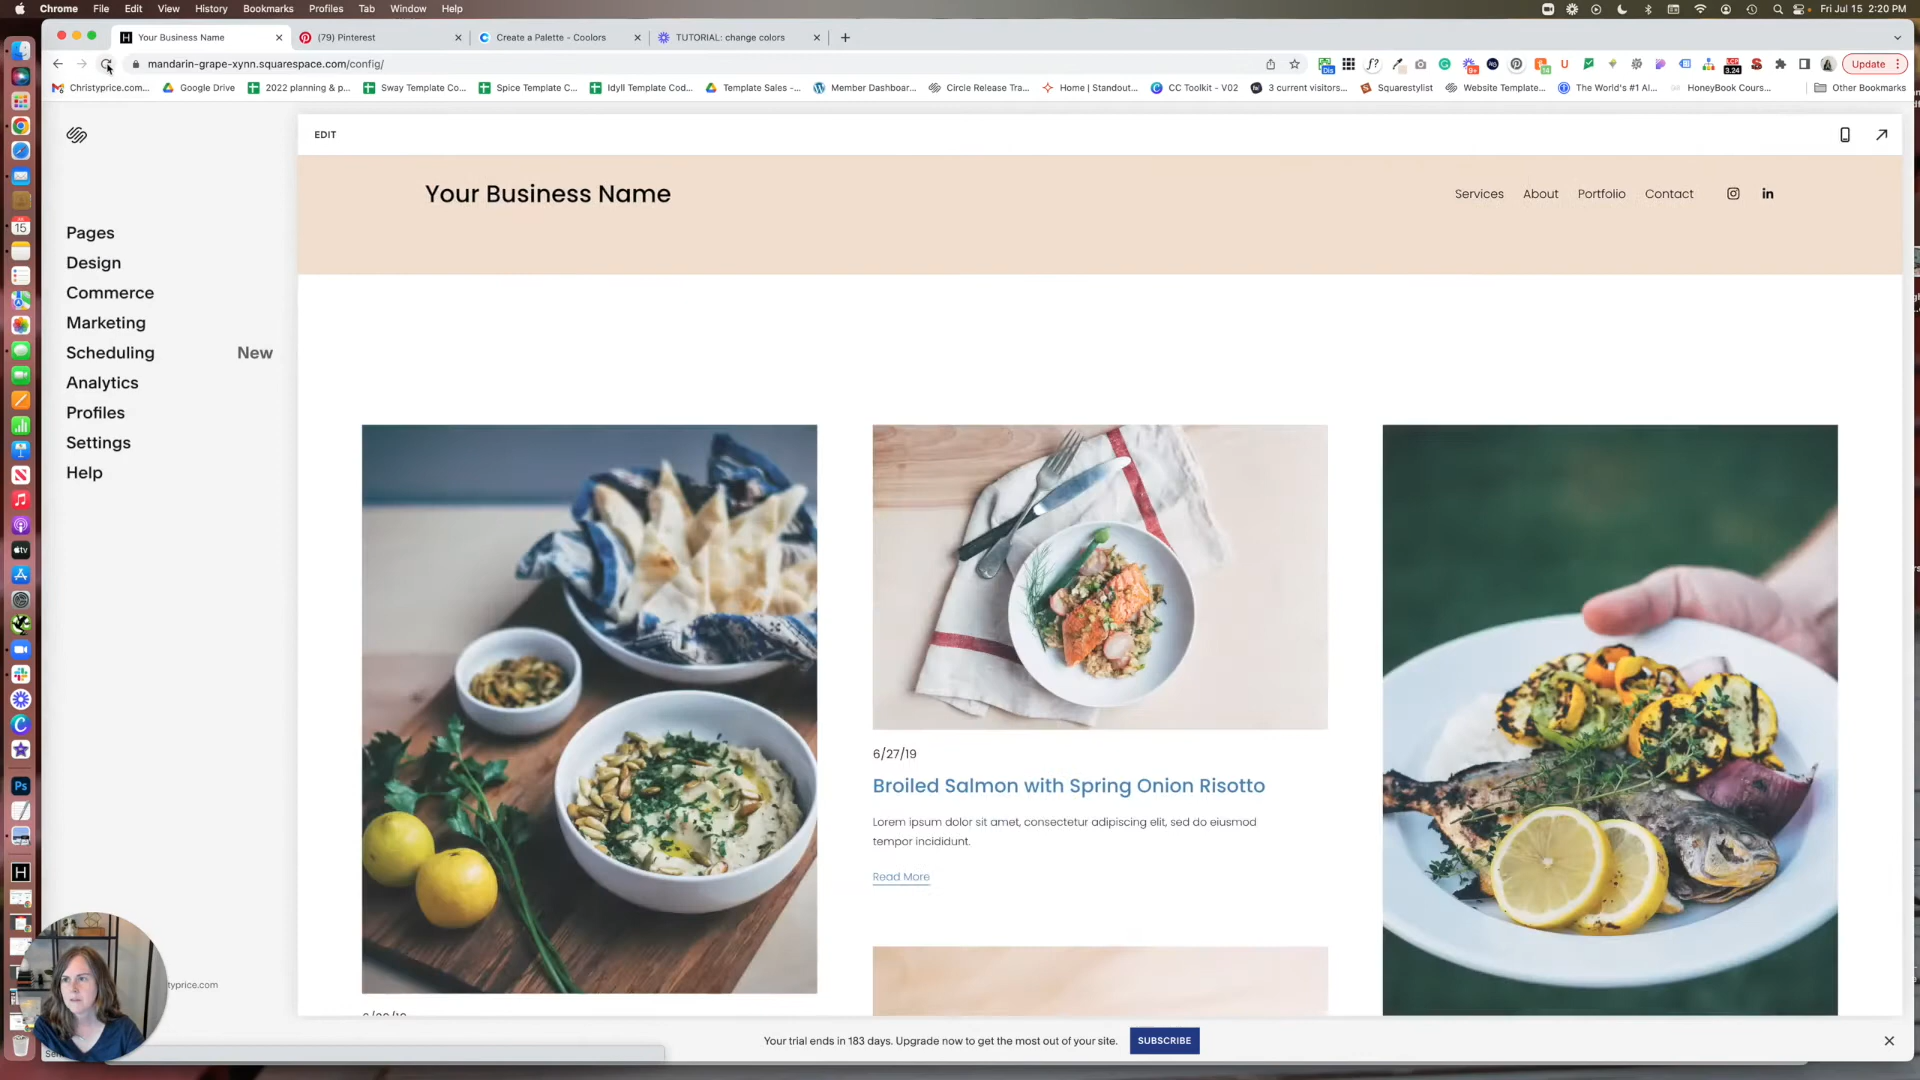 Chrome File Edit View History Bookmarks Profiles Tab Window Help Fri Jul 15 2:20 PM
Your Business Name (79) Pinterest Create a Palette - Coolors TUTORIAL: change colors
mandarin-grape-xynn.squarespace.com/config/ Update
Christyprice.com... Google Drive 2022 planning & p... Sway Template Co... Spice Template C... Idyll Template Cod... Template Sales -... Member Dashboar... Circle Release Tra... Home | Standout... CC Toolkit - V02 3 current visitors... Squarestylist Website Template... The World's #1 AI... HoneyBook Cours... Other Bookmarks
EDIT
Your Business Name Services About Portfolio Contact
Pages
Design
Commerce
Marketing
Scheduling New
Analytics
Profiles
Settings
Help
6/27/19
Broiled Salmon with Spring Onion Risotto
Lorem ipsum dolor sit amet, consectetur adipiscing elit, sed do eiusmod
tempor incididunt.
Read More
typrice.com
Your trial ends in 183 days. Upgrade now to get the most out of your site. SUBSCRIBE